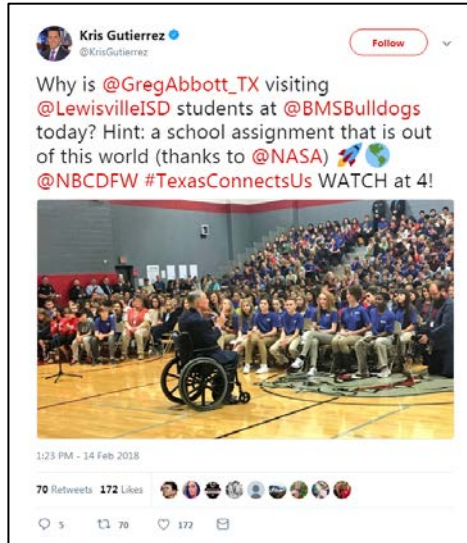 Kris Gutierrez
@KrisGutierrez
Follow
Why is @GregAbbott_TX visiting
@LewisvilleISD students at @BMSBulldogs
today? Hint: a school assignment that is out
of this world (thanks to @NASA) 🚀🌎
@NBCDFW #TexasConnectsUs WATCH at 4!
1:23 PM - 14 Feb 2018
70 Retweets 172 Likes
5 70 172